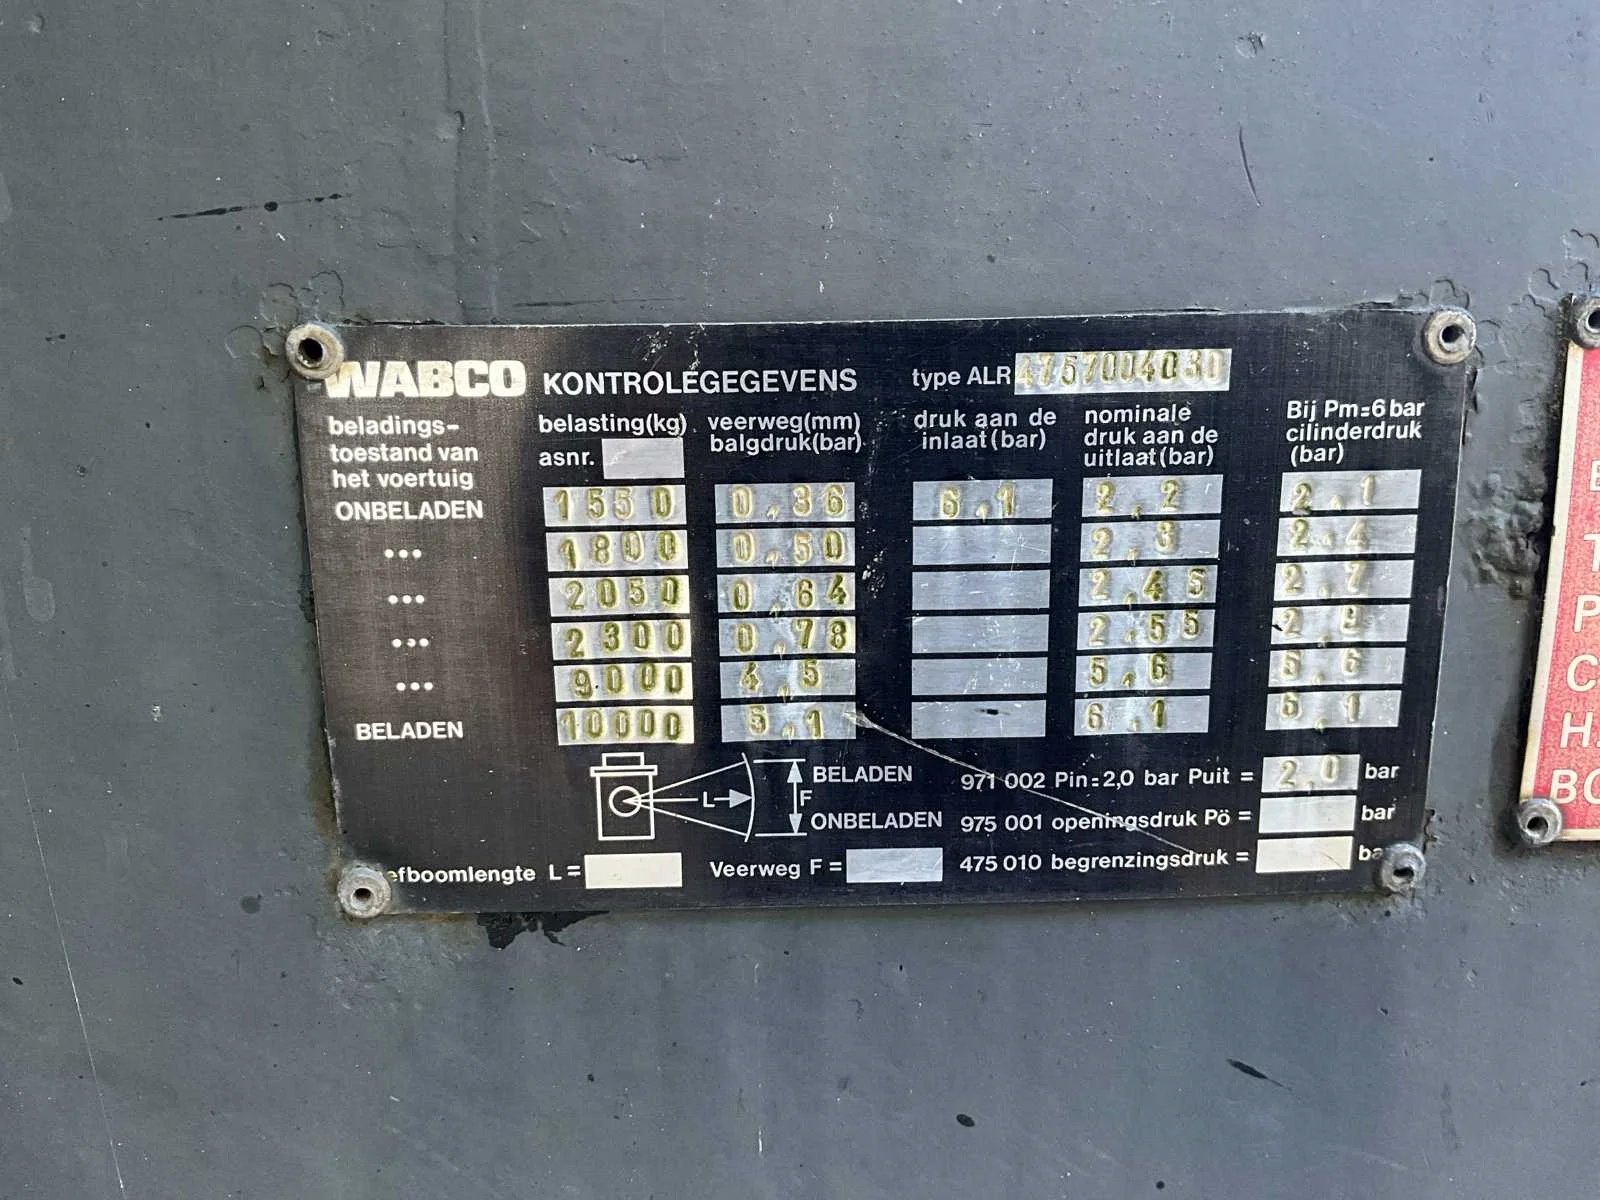 WABCO KONTROLEGEGEVENS type ALR 4757004030
beladings-
toestand van
het voertuig
belasting(kg)
asnr.
veerweg(mm)
balgdruk(bar)
druk aan de
inlaat(bar)
nominale
druk aan de
uitlaat(bar)
Bij Pm=6 bar
cilinderdruk
(bar)
ONBELADEN 1550 0,36 6,1 2,2 2,1
... 1800 0,50 2,3 2,4
... 2050 0,64 2,45 2,7
... 2300 0,78 2,55 2,9
... 9000 4,5 5,6 5,6
BELADEN 10000 5,1 6,1 6,1
L F
BELADEN
ONBELADEN
971 002 Pin=2,0 bar Puit = 2,0 bar
975 001 openingsdruk Pö = bar
efboomlengte L= Veerweg F= 475 010 begrenzingsdruk = ba
H.